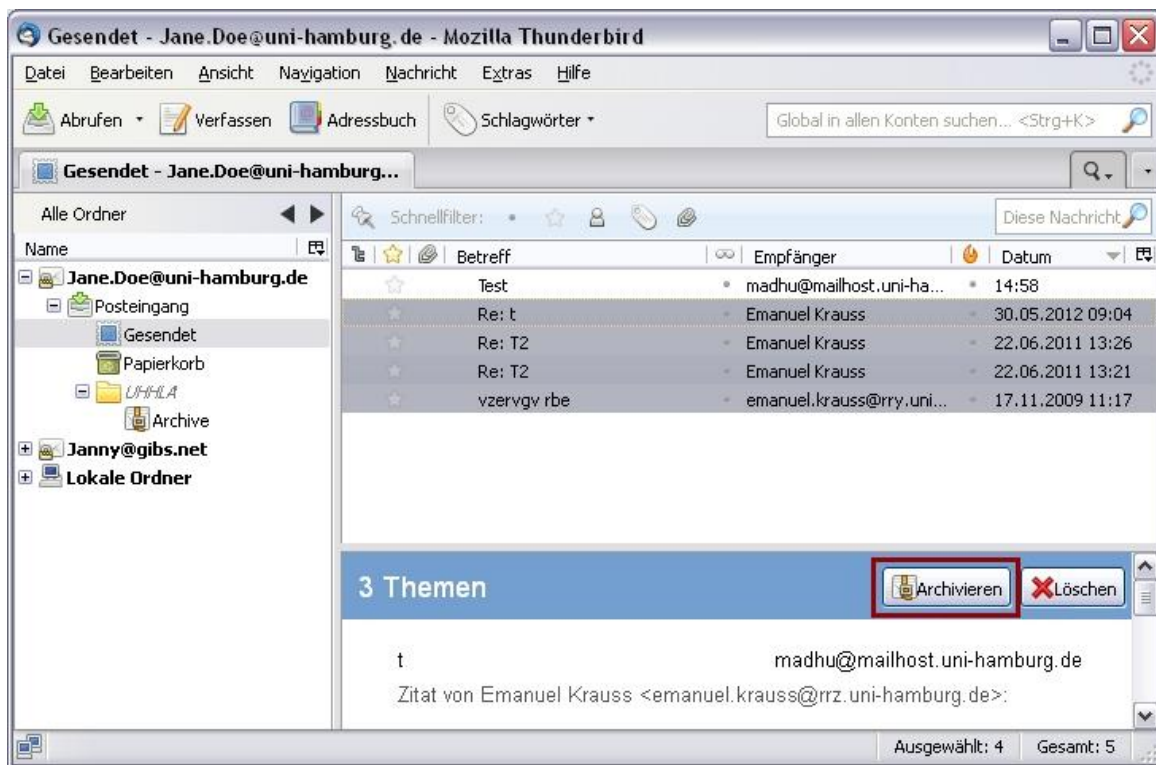 Gesendet - Jane.Doe@uni-hamburg.de - Mozilla Thunderbird
Datei Bearbeiten Ansicht Navigation Nachricht Extras Hilfe
Abrufen Verfassen Adressbuch Schlagwörter Global in allen Konten suchen... <Strg+K>
Gesendet - Jane.Doe@uni-hamburg...
Alle Ordner
Name
Jane.Doe@uni-hamburg.de
Posteingang
Gesendet
Papierkorb
UHHLA
Archive
Janny@gibs.net
Lokale Ordner
Schnellfilter: Diese Nachricht
Betreff Empfänger Datum
Test madhu@mailhost.uni-ha... 14:58
Re: t Emanuel Krauss 30.05.2012 09:04
Re: T2 Emanuel Krauss 22.06.2011 13:26
Re: T2 Emanuel Krauss 22.06.2011 13:21
vzervgv rbe emanuel.krauss@rry.uni... 17.11.2009 11:17
3 Themen Archivieren Löschen
t madhu@mailhost.uni-hamburg.de
Zitat von Emanuel Krauss <emanuel.krauss@rrz.uni-hamburg.de>:
Ausgewählt: 4 Gesamt: 5